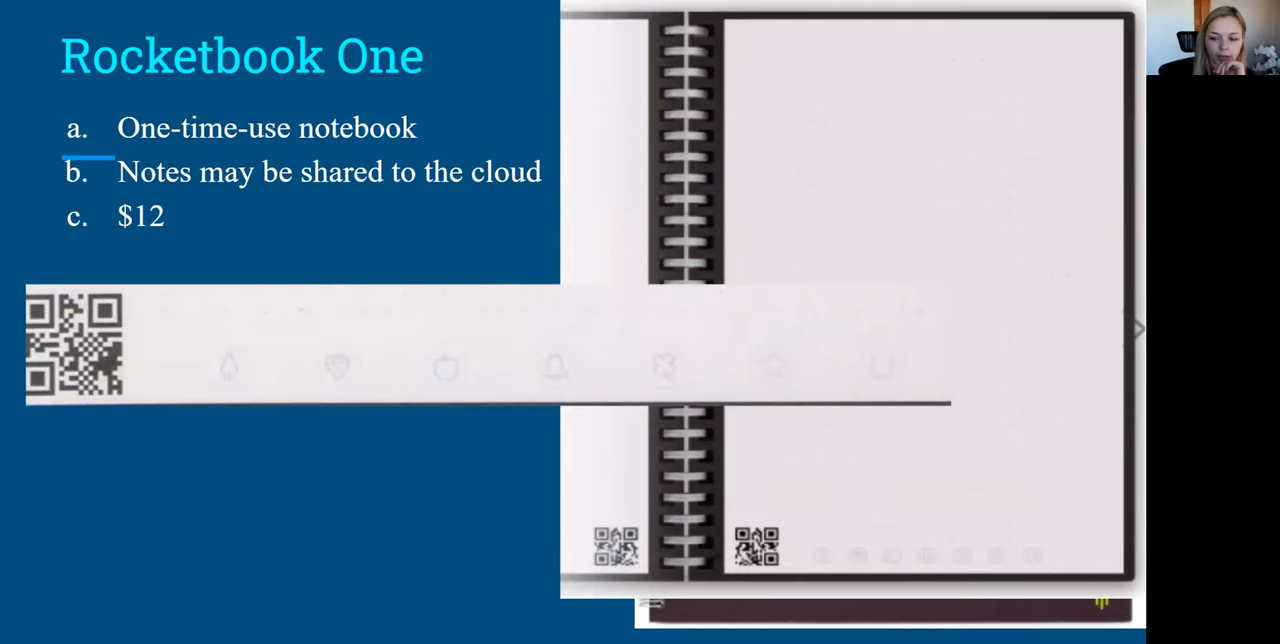 Rocketbook One
a. One-time-use notebook
b. Notes may be shared to the cloud
c. $12